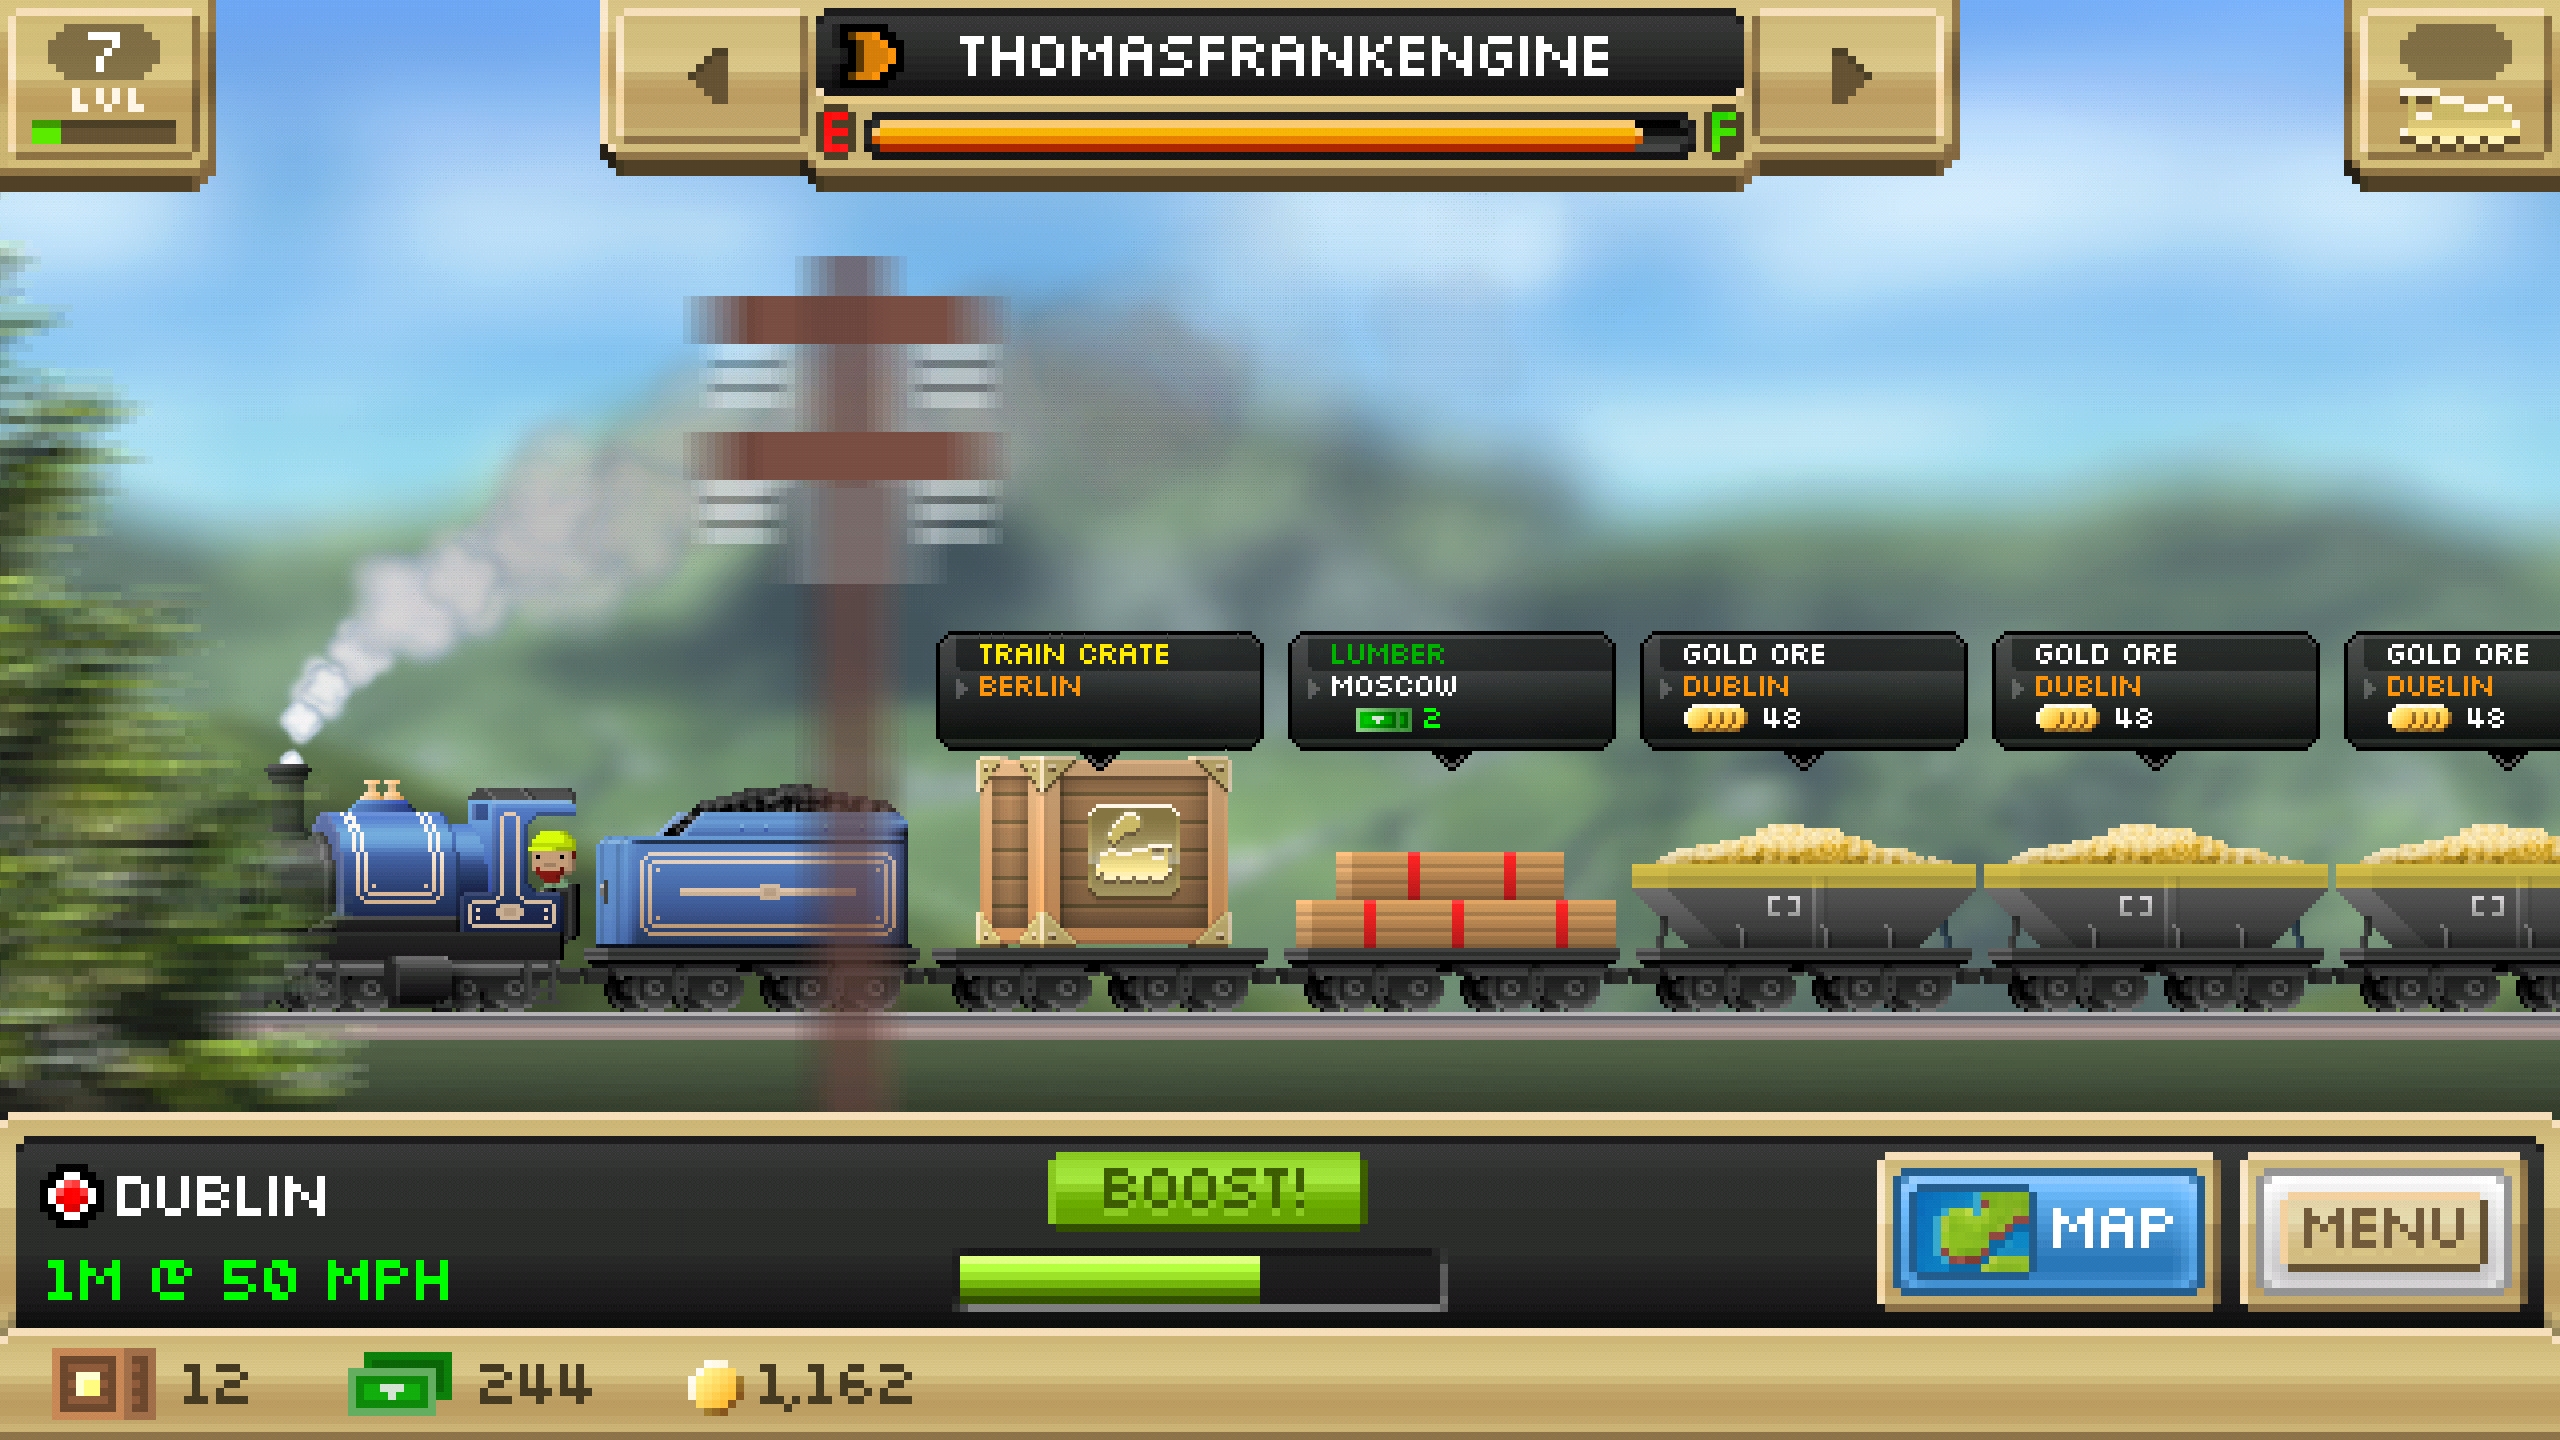 7
LVL
THOMASFRANKENGINE
E
F
TRAIN CRATE
BERLIN
LUMBER
MOSCOW
2
GOLD ORE
DUBLIN
48
GOLD ORE
DUBLIN
48
GOLD ORE
DUBLIN
48
DUBLIN
1M @ 50 MPH
BOOST!
MAP
MENU
12
244
1,162